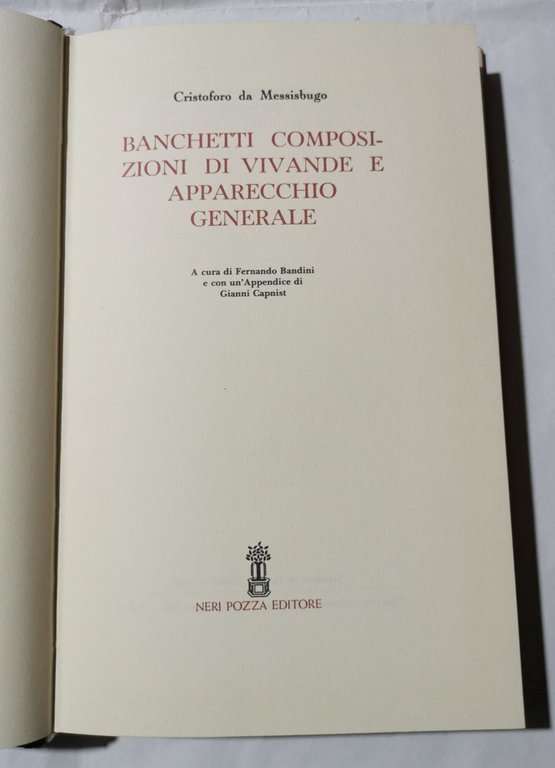 Cristoforo da Messisbugo
BANCHETTI COMPOSI-
ZIONI DI VIVANDE E
APPARECCHIO
GENERALE
A cura di Fernando Bandini
e con un'Appendice di
Gianni Capnist
NERI POZZA EDITORE